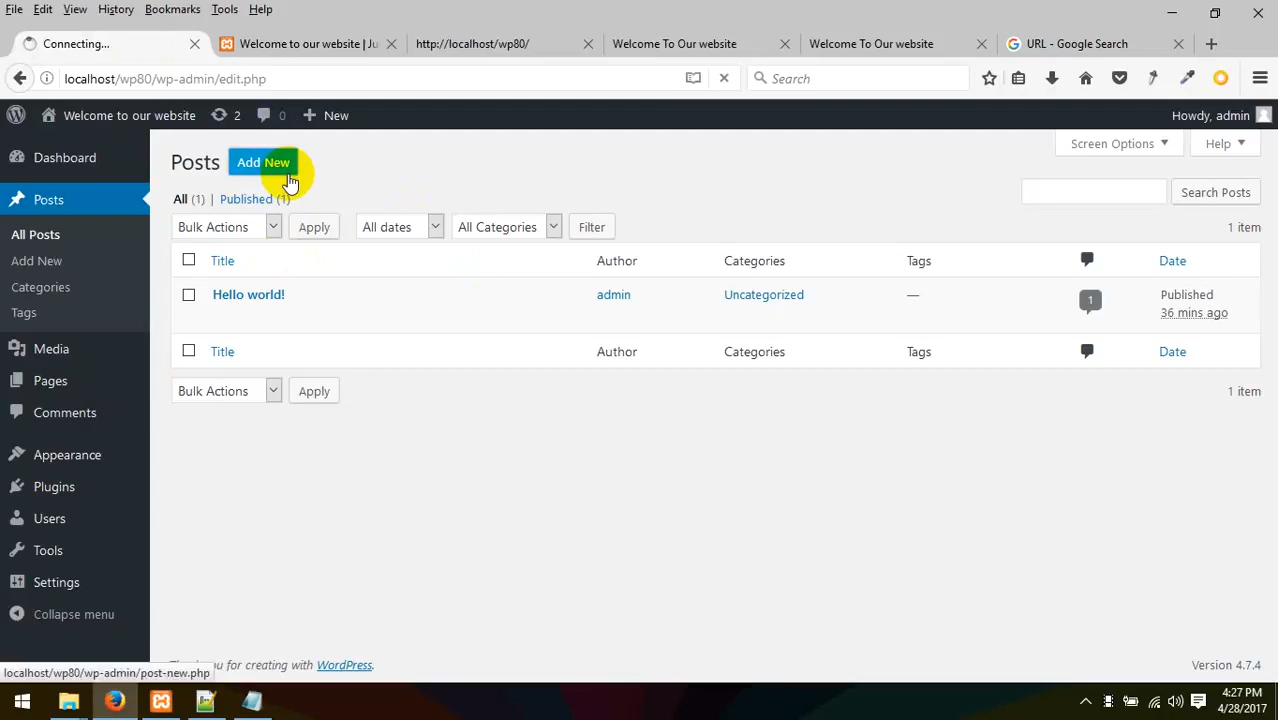 File Edit View History Bookmarks Tools Help
Connecting...
Welcome to our website | Ju
http://localhost/wp80/
Welcome To Our website
Welcome To Our website
URL - Google Search
localhost/wp80/wp-admin/edit.php
Search
Welcome to our website 2 0 New
Howdy, admin
Dashboard
Posts
All Posts
Add New
Categories
Tags
Media
Pages
Comments
Appearance
Plugins
Users
Tools
Settings
Collapse menu
Screen Options Help
Posts Add New
All (1) | Published (1)
Search Posts
Bulk Actions Apply All dates All Categories Filter 1 item
Title Author Categories Tags Date
Hello world! admin Uncategorized — 1 Published
36 mins ago
Title Author Categories Tags Date
Bulk Actions Apply 1 item
you for creating with WordPress.
Version 4.7.4
localhost/wp80/wp-admin/post-new.php
4:27 PM
4/28/2017